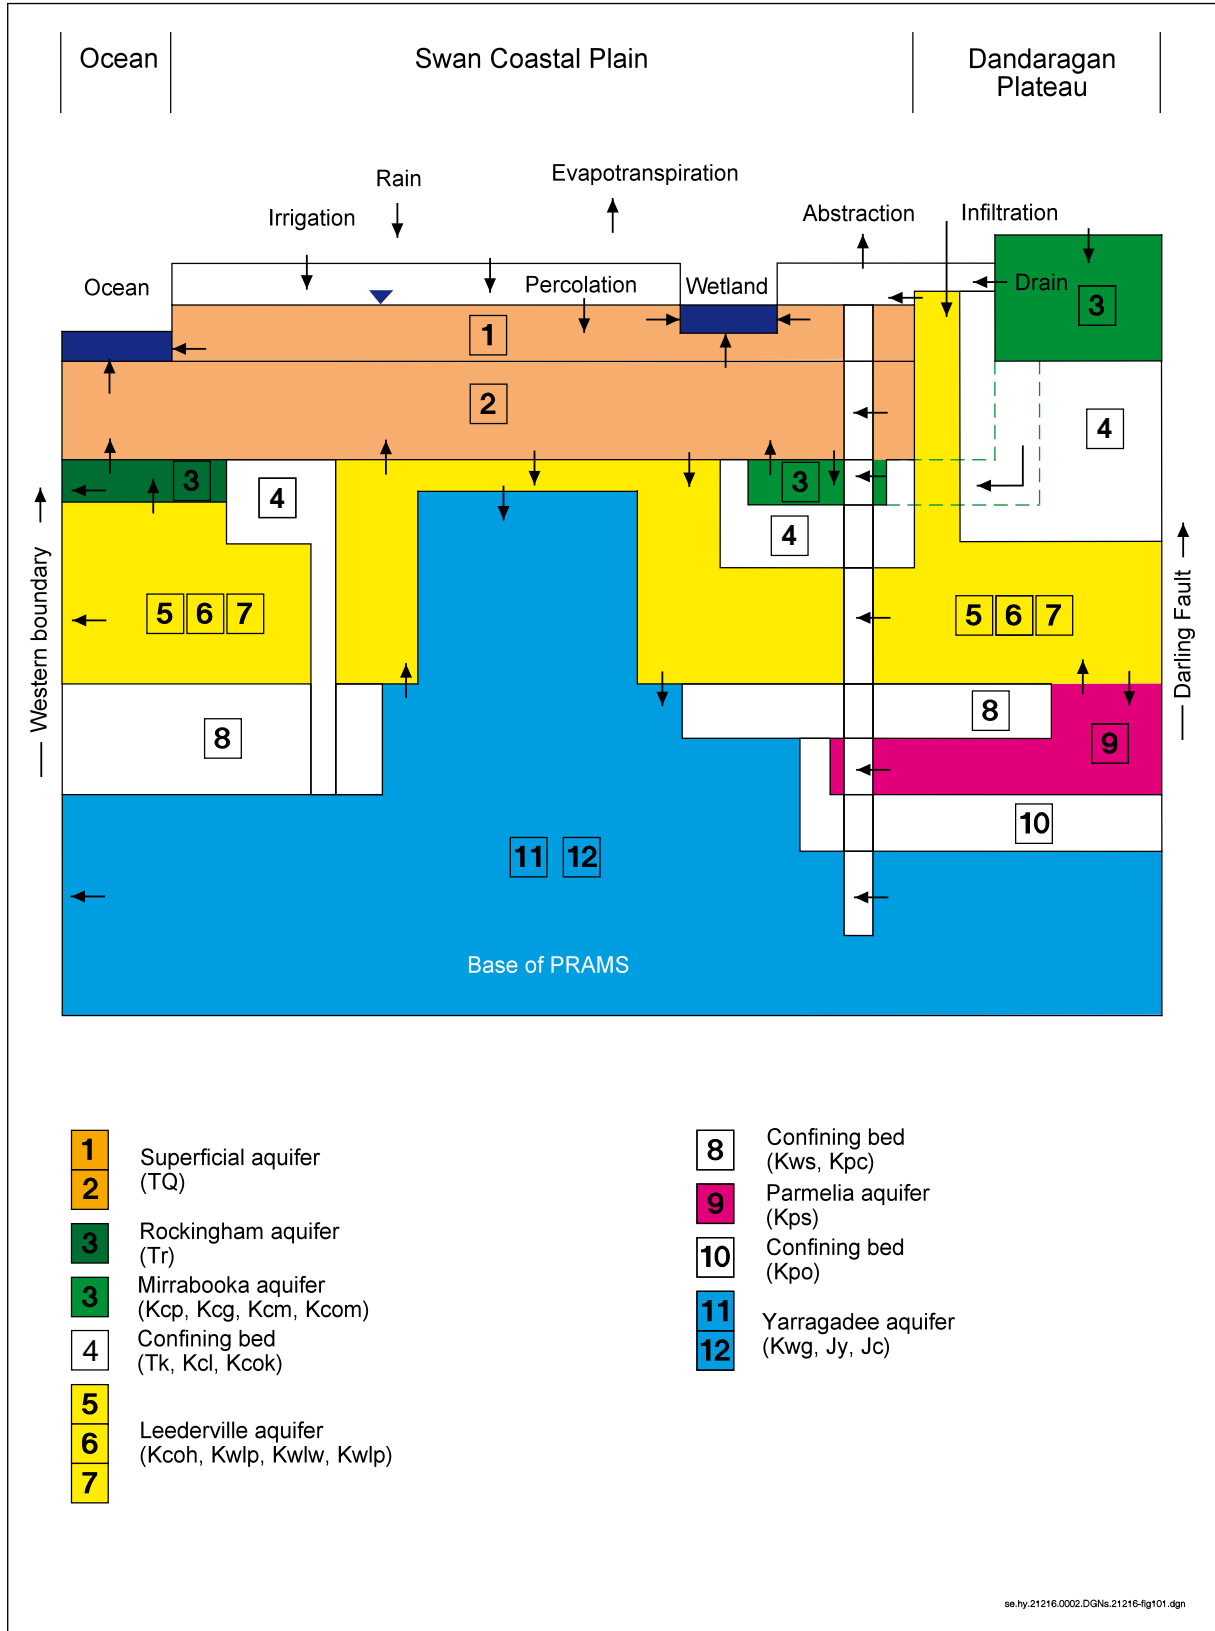 Ocean
Swan Coastal Plain
Dandaragan
Plateau
Rain
Evapotranspiration
Irrigation
Abstraction
Infiltration
Ocean
Percolation
Wetland
Drain
3
1
2
4
3
4
3
4
Western boundary
5 6 7
5 6 7
Darling Fault
8
8
9
10
11 12
Base of PRAMS
1
2
Superficial aquifer
(TQ)
3
Rockingham aquifer
(Tr)
3
Mirrabooka aquifer
(Kcp, Kcg, Kcm, Kcom)
4
Confining bed
(Tk, Kcl, Kcok)
5
6
7
Leederville aquifer
(Kcoh, Kwlp, Kwlw, Kwlp)
8
Confining bed
(Kws, Kpc)
9
Parmelia aquifer
(Kps)
10
Confining bed
(Kpo)
11
12
Yarragadee aquifer
(Kwg, Jy, Jc)
se.hy.21216.0002.DGNs.21216-fig101.dgn